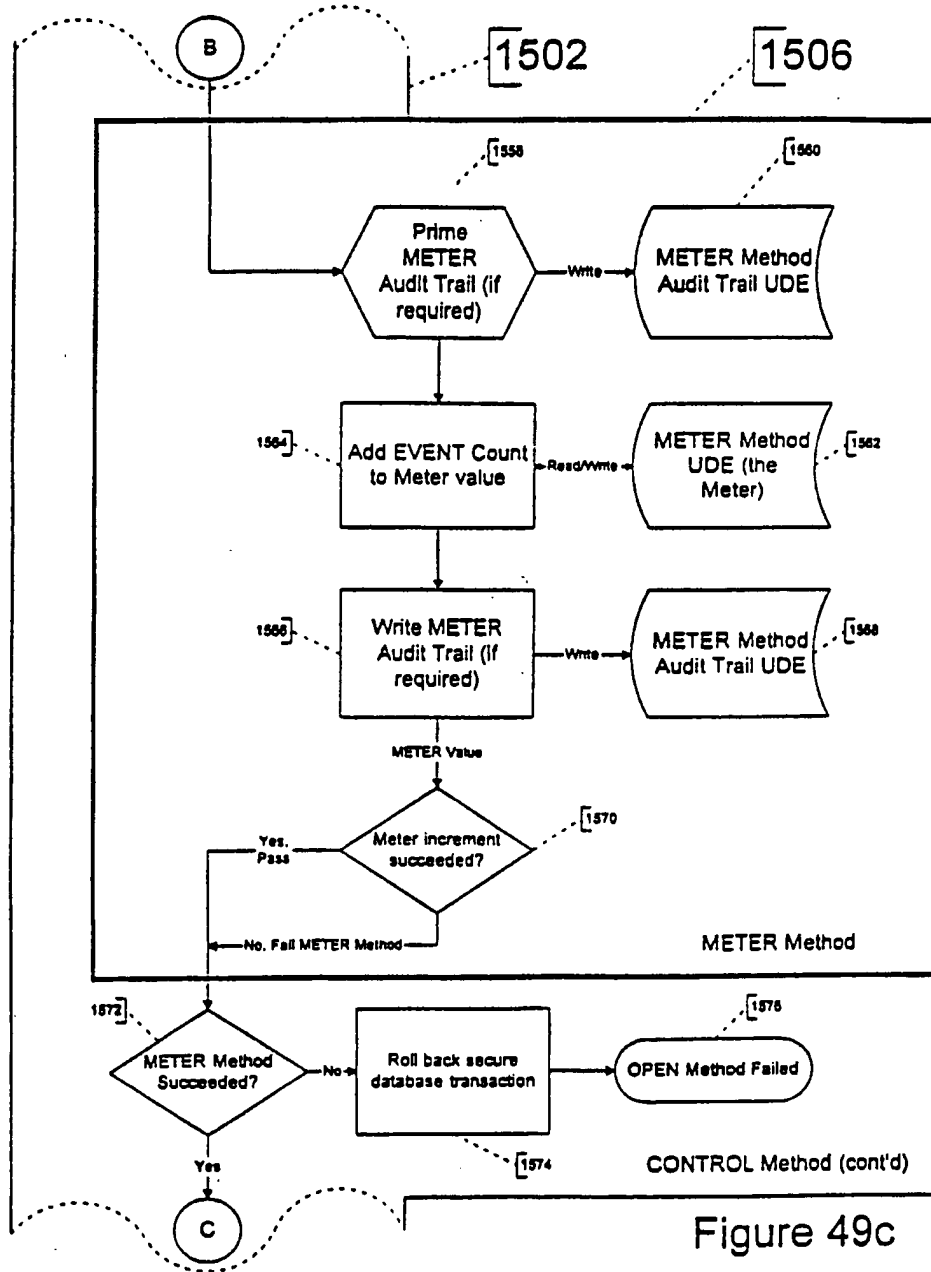 B
1502
1506
1558
1560
Prime
METER
Audit Trail (if
required)
Write
METER Method
Audit Trail UDE
1564
Add EVENT Count
to Meter value
Read/Write
METER Method
UDE (the
Meter)
1562
1566
Write METER
Audit Trail (if
required)
Write
METER Method
Audit Trail UDE
1568
METER Value
Meter increment
succeeded?
1570
Yes,
Pass
No, Fail METER Method
METER Method
1572
METER Method
Succeeded?
No
Roll back secure
database transaction
1576
OPEN Method Failed
1574
Yes
CONTROL Method (cont'd)
C
Figure 49c